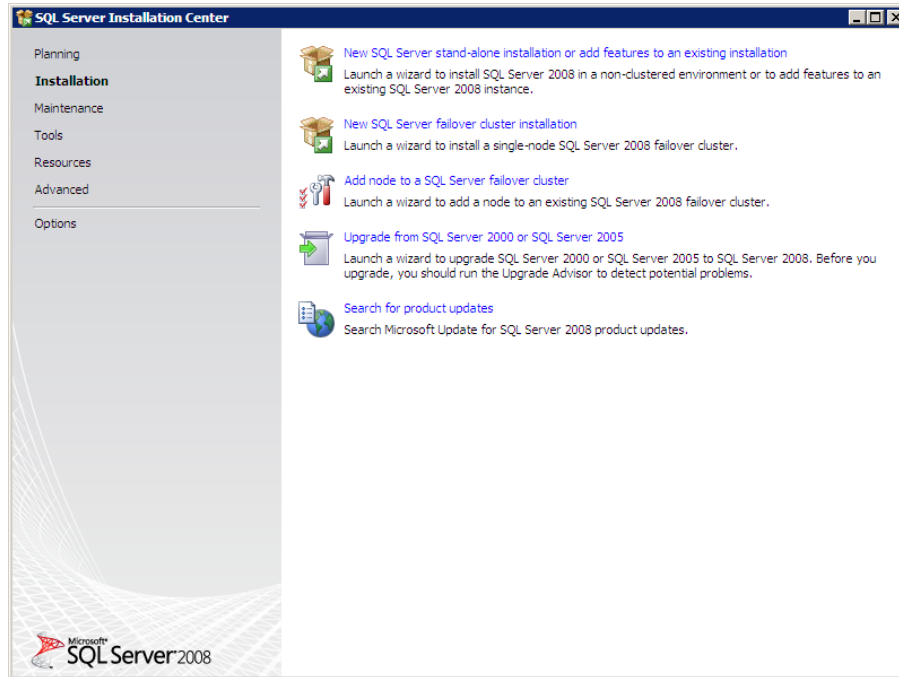 SQL Server Installation Center
Planning
Installation
Maintenance
Tools
Resources
Advanced
Options
New SQL Server stand-alone installation or add features to an existing installation
Launch a wizard to install SQL Server 2008 in a non-clustered environment or to add features to an
existing SQL Server 2008 instance.
New SQL Server failover cluster installation
Launch a wizard to install a single-node SQL Server 2008 failover cluster.
Add node to a SQL Server failover cluster
Launch a wizard to add a node to an existing SQL Server 2008 failover cluster.
Upgrade from SQL Server 2000 or SQL Server 2005
Launch a wizard to upgrade SQL Server 2000 or SQL Server 2005 to SQL Server 2008. Before you
upgrade, you should run the Upgrade Advisor to detect potential problems.
Search for product updates
Search Microsoft Update for SQL Server 2008 product updates.
Microsoft
SQL Server 2008